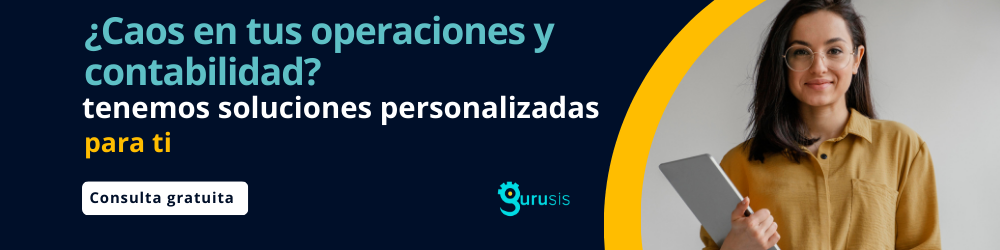 ¿Caos en tus operaciones y
contabilidad?
tenemos soluciones personalizadas
para ti
Consulta gratuita
gurusis